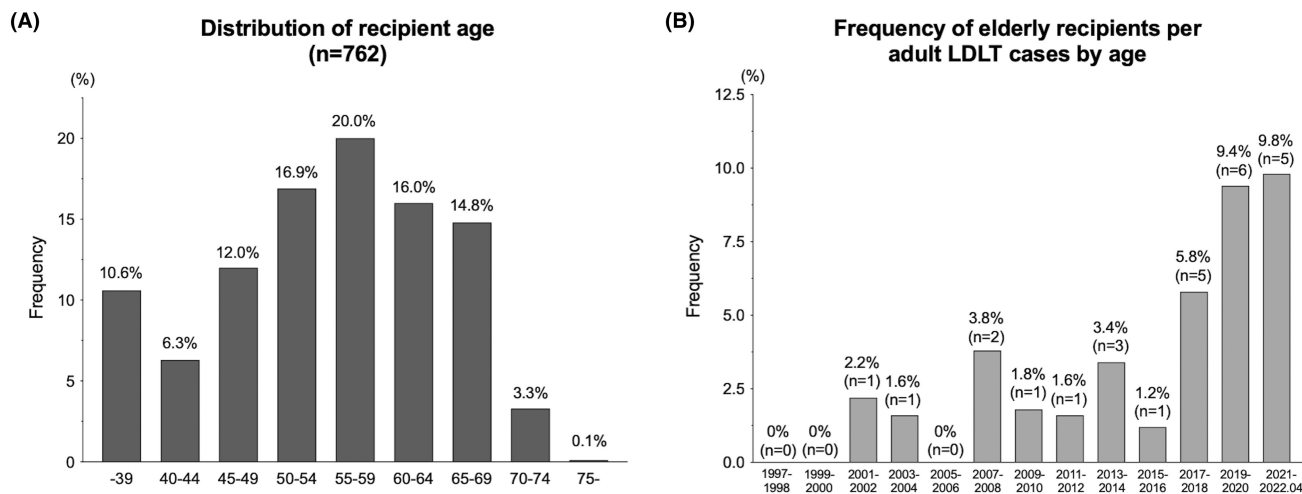 (A)
Distribution of recipient age
(n=762)
(%)
Frequency
20
15
10
5
0
10.6%
6.3%
12.0%
16.9%
20.0%
16.0%
14.8%
3.3%
0.1%
-39 40-44 45-49 50-54 55-59 60-64 65-69 70-74 75-
(B)
Frequency of elderly recipients per
adult LDLT cases by age
(%)
Frequency
12.5
10.0
7.5
5.0
2.5
0.0
0%
(n=0)
0%
(n=0)
2.2%
(n=1)
1.6%
(n=1)
0%
(n=0)
3.8%
(n=2)
1.8%
(n=1)
1.6%
(n=1)
3.4%
(n=3)
1.2%
(n=1)
5.8%
(n=5)
9.4%
(n=6)
9.8%
(n=5)
1997- 1999- 2001- 2003- 2005- 2007- 2009- 2011- 2013- 2015- 2017- 2019- 2021-
1998 2000 2002 2004 2006 2008 2010 2012 2014 2016 2018 2020 2022.04